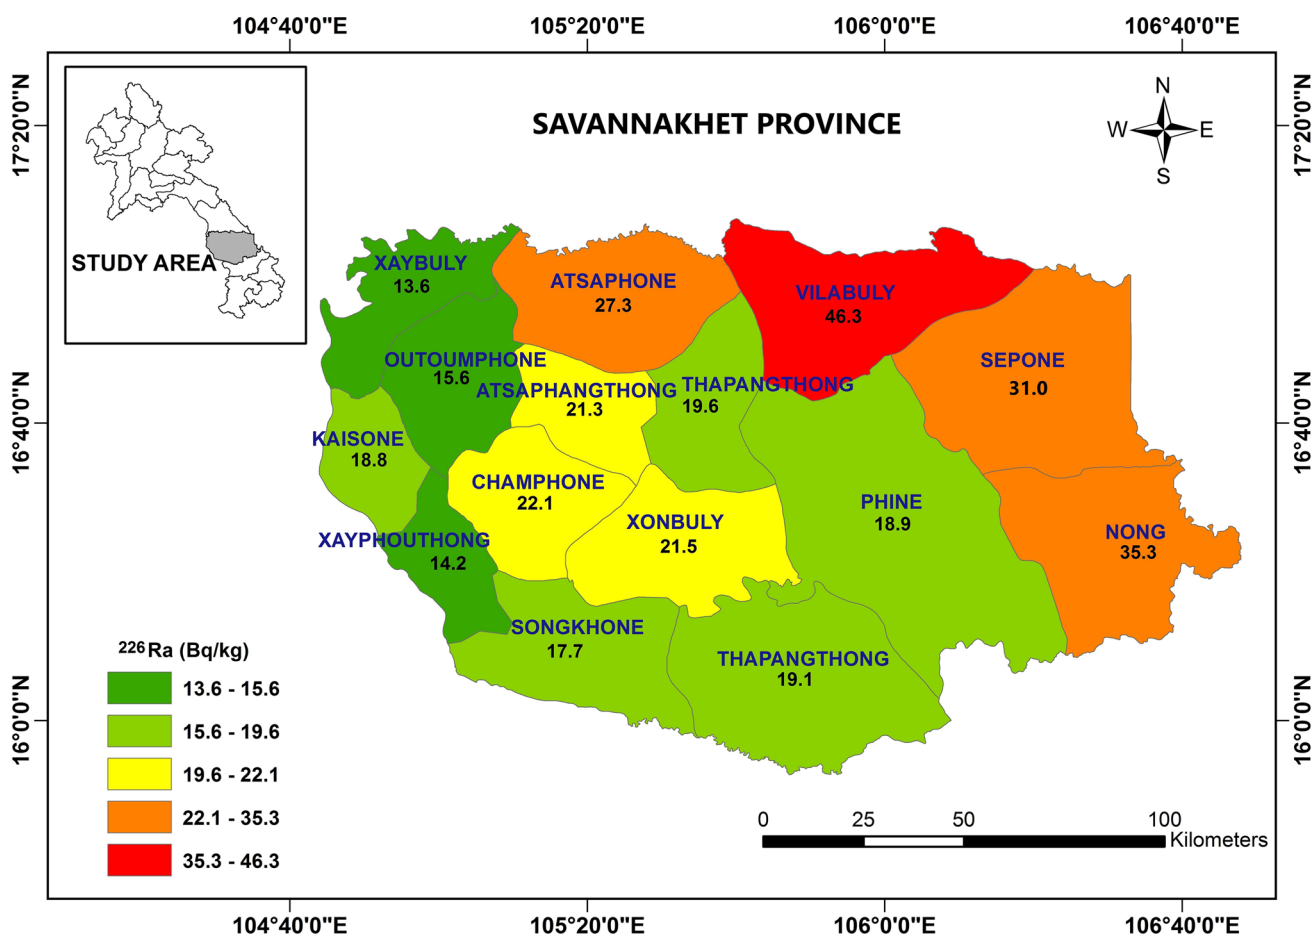 104°40'0"E 105°20'0"E 106°0'0"E 106°40'0"E
17°20'0"N
17°20'0"N
SAVANNAKHET PROVINCE
N
W E
S
STUDY AREA
XAYBULY
13.6
ATSAPHONE
27.3
VILABULY
46.3
OUTOUMPHONE
15.6
SEPONE
31.0
ATSAPHANGTHONG
21.3
THAPANGTHONG
19.6
16°40'0"N
16°40'0"N
KAISONE
18.8
CHAMPHONE
22.1
PHINE
18.9
XONBULY
21.5
NONG
35.3
XAYPHOUTHONG
14.2
SONGKHONE
17.7
THAPANGTHONG
19.1
16°0'0"N
16°0'0"N
²²⁶Ra (Bq/kg)
13.6 - 15.6
15.6 - 19.6
19.6 - 22.1
22.1 - 35.3
35.3 - 46.3
0 25 50 100
Kilometers
104°40'0"E 105°20'0"E 106°0'0"E 106°40'0"E